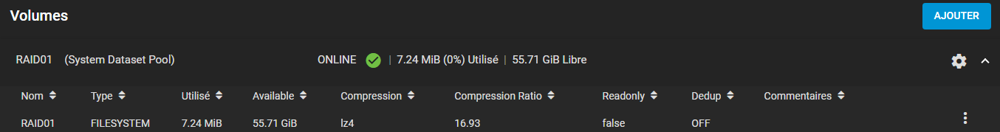 Volumes
AJOUTER
RAID01 (System Dataset Pool) ONLINE | 7.24 MiB (0%) Utilisé | 55.71 GiB Libre
Nom Type Utilisé Available Compression Compression Ratio Readonly Dedup Commentaires
RAID01 FILESYSTEM 7.24 MiB 55.71 GiB lz4 16.93 false OFF